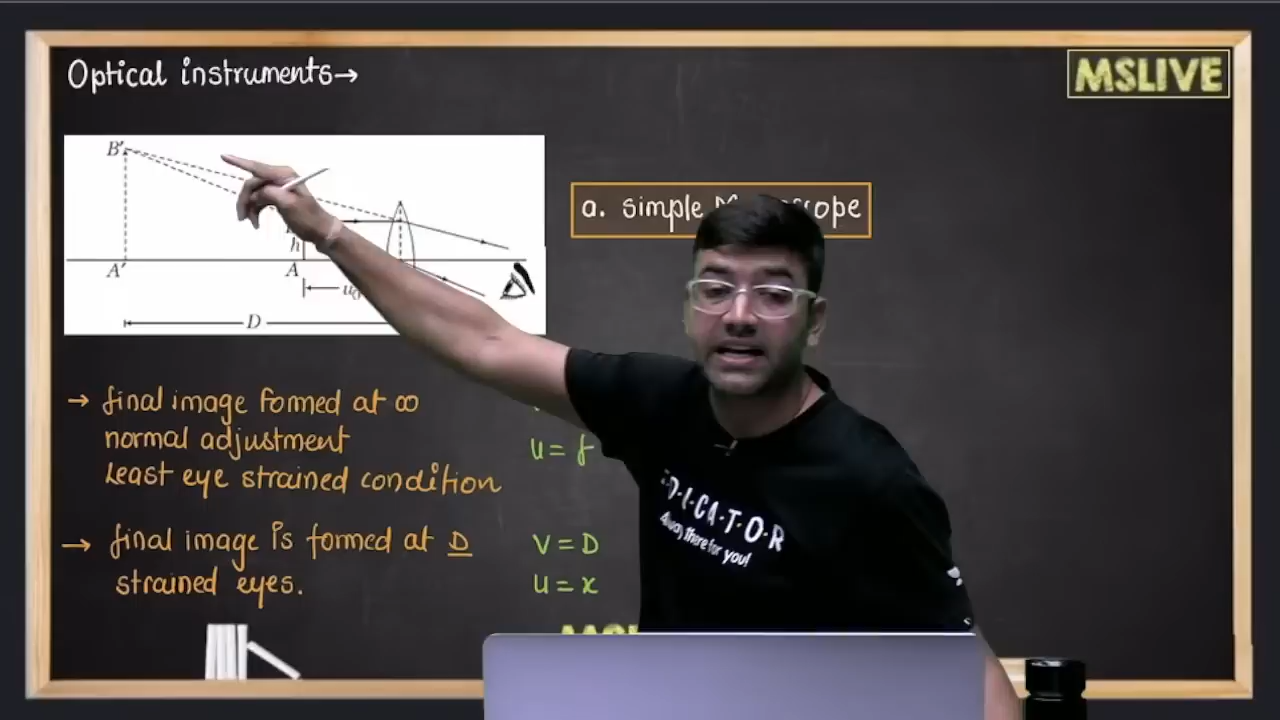 Optical instruments→
MSLIVE
B'
h
A'
A
D
a. simple
→ final image formed at ∞
normal adjustment
Least eye strained condition
u = f
→ final image is formed at D
strained eyes.
v = D
u = x
Always there for you!